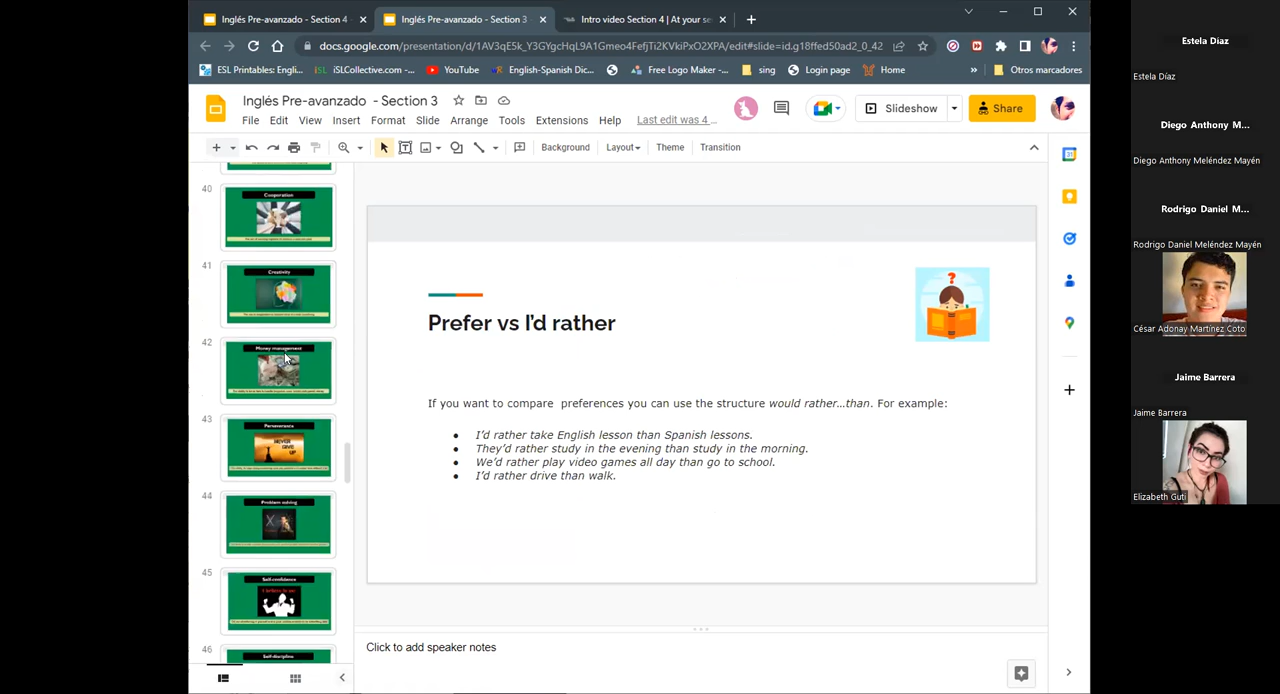 Inglés Pre-avanzado - Section 4
Inglés Pre-avanzado - Section 3
Intro video Section 4 | At your se
docs.google.com/presentation/d/1AV3qE5k_Y3GYgcHqL9A1Gmeo4FefjTi2KVkiPxO2XPA/edit#slide=id.g18ffed50ad2_0_42
ESL Printables: Engli...
iSLCollective.com -...
YouTube
English-Spanish Dic...
Free Logo Maker -...
sing
Login page
Home
»
Otros marcadores
Inglés Pre-avanzado - Section 3
File Edit View Insert Format Slide Arrange Tools Extensions Help Last edit was 4 ...
Slideshow
Share
Background
Layout
Theme
Transition
40
Cooperation
41
Creativity
42
Money management
43
Perseverance
NEVER GIVE UP
44
Problem solving
45
Self-confidence
46
Self-discipline
Prefer vs I'd rather
If you want to compare preferences you can use the structure would rather...than. For example:
● I'd rather take English lesson than Spanish lessons.
● They'd rather study in the evening than study in the morning.
● We'd rather play video games all day than go to school.
● I'd rather drive than walk.
Click to add speaker notes
Estela Díaz
Estela Díaz
Diego Anthony M...
Diego Anthony Meléndez Mayén
Rodrigo Daniel M...
Rodrigo Daniel Meléndez Mayén
César Adonay Martínez Coto
Jaime Barrera
Jaime Barrera
Elizabeth Guti